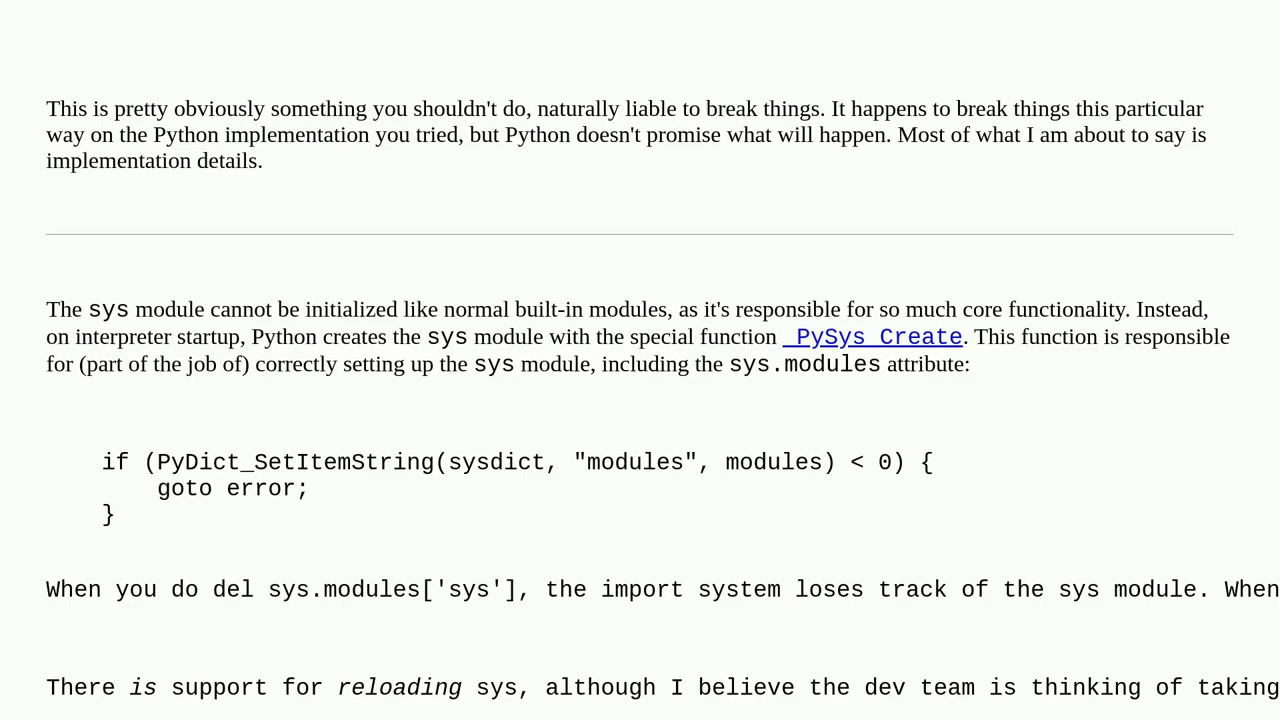 This is pretty obviously something you shouldn't do, naturally liable to break things. It happens to break things this particular
way on the Python implementation you tried, but Python doesn't promise what will happen. Most of what I am about to say is
implementation details.
The sys module cannot be initialized like normal built-in modules, as it's responsible for so much core functionality. Instead,
on interpreter startup, Python creates the sys module with the special function _PySys_Create. This function is responsible
for (part of the job of) correctly setting up the sys module, including the sys.modules attribute:
if (PyDict_SetItemString(sysdict, "modules", modules) < 0) {
goto error;
}
When you do del sys.modules['sys'], the import system loses track of the sys module. When
There is support for reloading sys, although I believe the dev team is thinking of taking